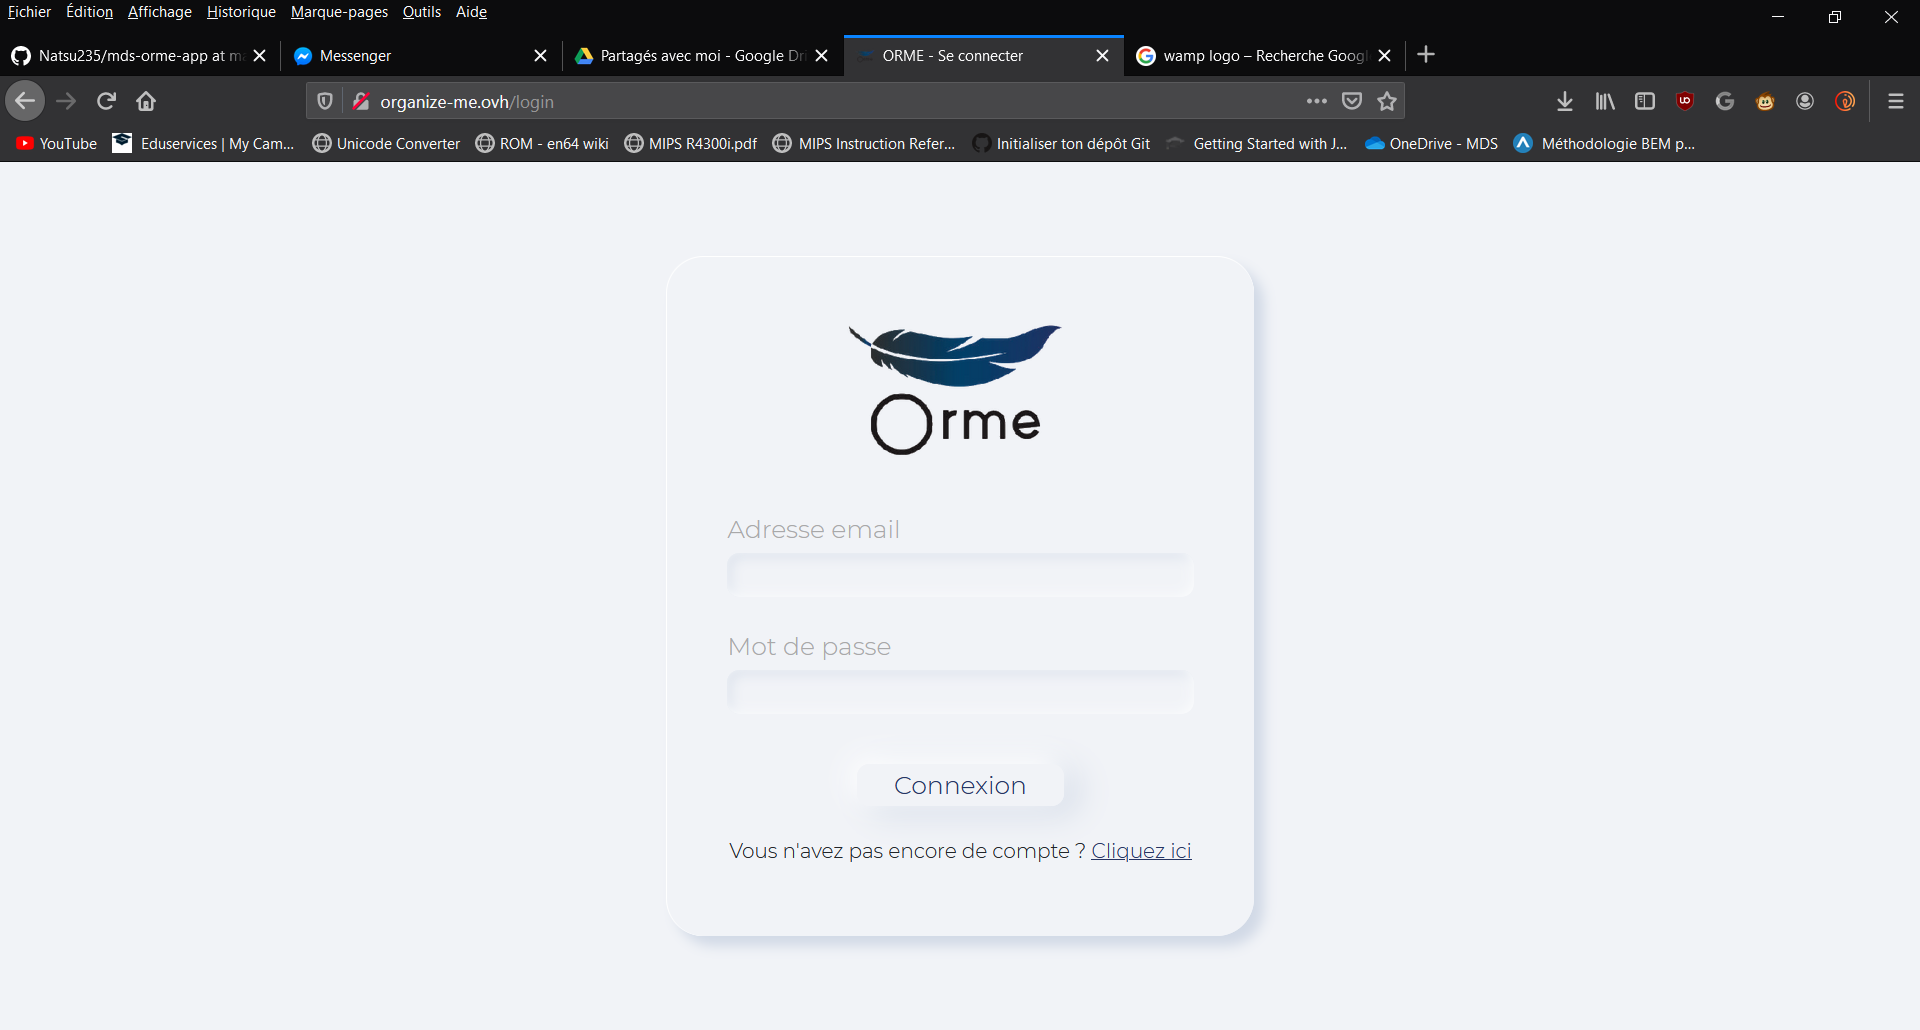 Fichier Édition Affichage Historique Marque-pages Outils Aide
Natsu235/mds-orme-app at ma
Messenger
Partagés avec moi - Google Dri
ORME - Se connecter
wamp logo – Recherche Google
organize-me.ovh/login
YouTube
Eduservices | My Cam...
Unicode Converter
ROM - en64 wiki
MIPS R4300i.pdf
MIPS Instruction Refer...
Initialiser ton dépôt Git
Getting Started with J...
OneDrive - MDS
Méthodologie BEM p...
Orme
Adresse email
Mot de passe
Connexion
Vous n'avez pas encore de compte ? Cliquez ici